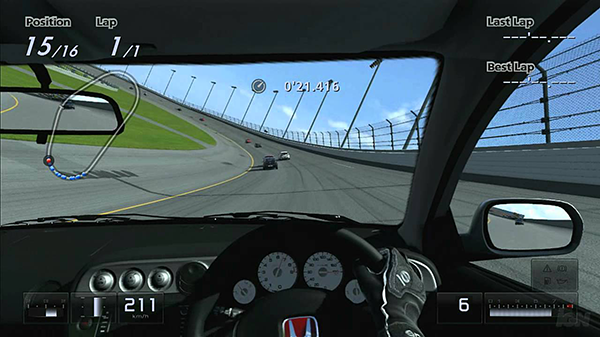 Position
Lap
15/16
1/1
Last Lap
--'--.---
Best Lap
--'--.---
0'21.416
211
km/h
6